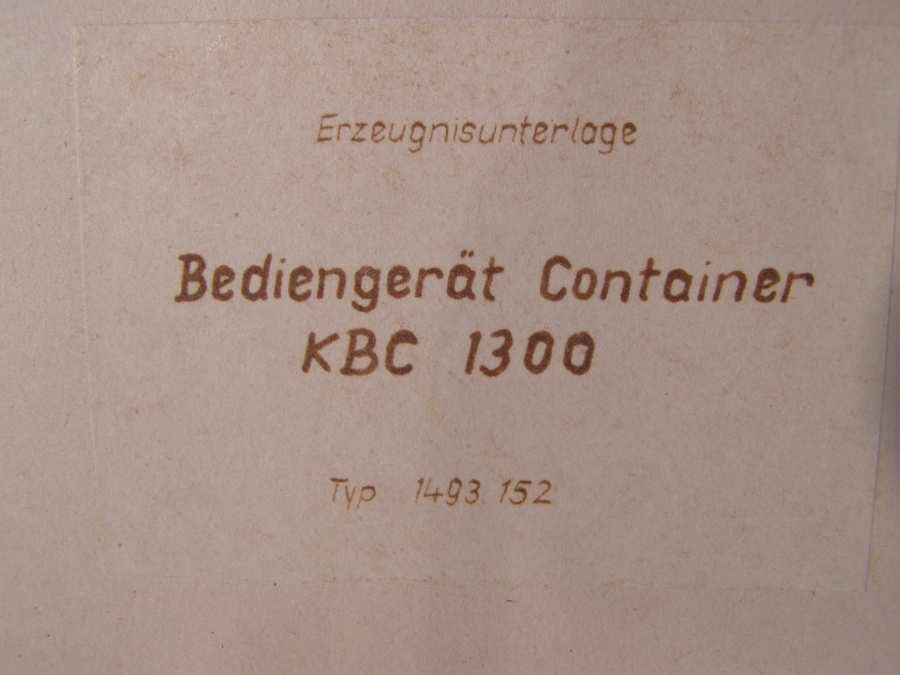 Erzeugnisunterlage
Bediengerät Container
KBC 1300
Typ 1493.152